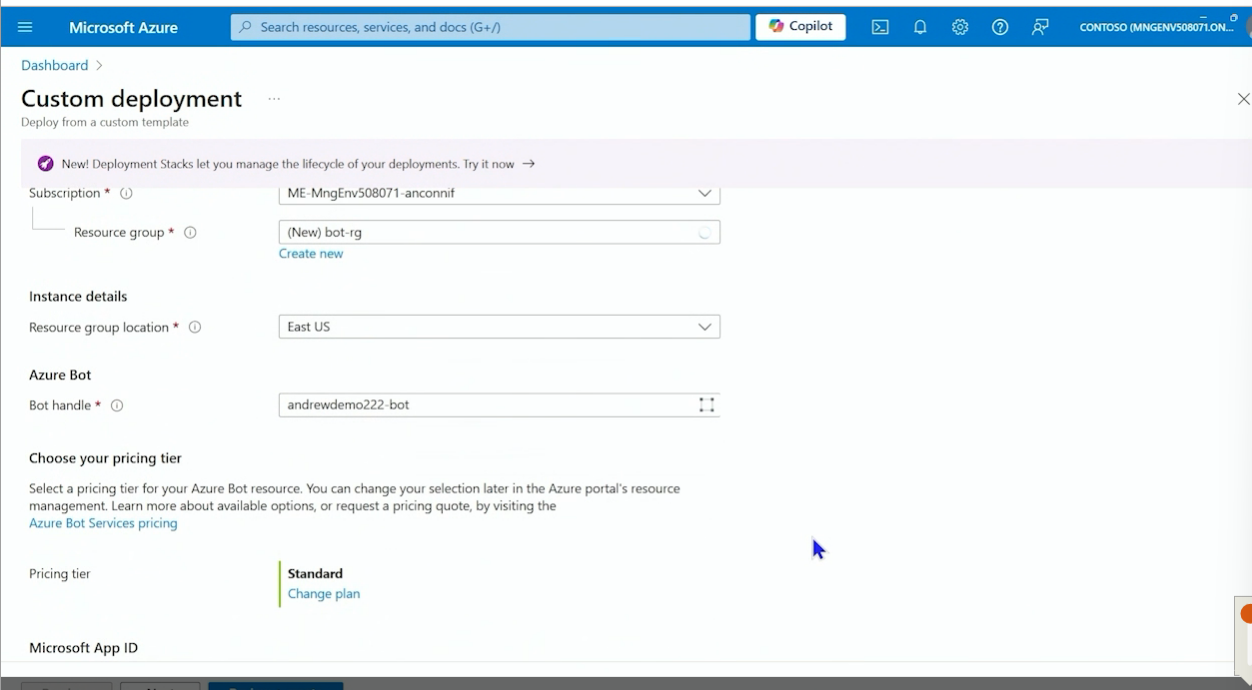 Microsoft Azure
Search resources, services, and docs (G+/)
Copilot
CONTOSO (MNGENV508071.ON...
Dashboard
Custom deployment ...
Deploy from a custom template
New! Deployment Stacks let you manage the lifecycle of your deployments. Try it now →
Subscription * ME-MngEnv508071-anconnif
Resource group * (New) bot-rg
Create new
Instance details
Resource group location * East US
Azure Bot
Bot handle * andrewdemo222-bot
Choose your pricing tier
Select a pricing tier for your Azure Bot resource. You can change your selection later in the Azure portal's resource
management. Learn more about available options, or request a pricing quote, by visiting the
Azure Bot Services pricing
Pricing tier Standard
Change plan
Microsoft App ID